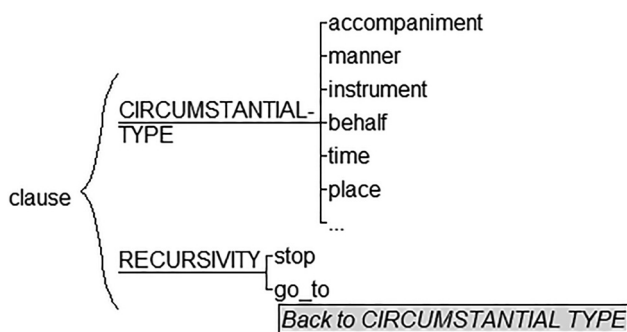 accompaniment
manner
instrument
CIRCUMSTANTIAL-
TYPE
behalf
time
place
...
clause
RECURSIVITY
stop
go_to
Back to CIRCUMSTANTIAL TYPE